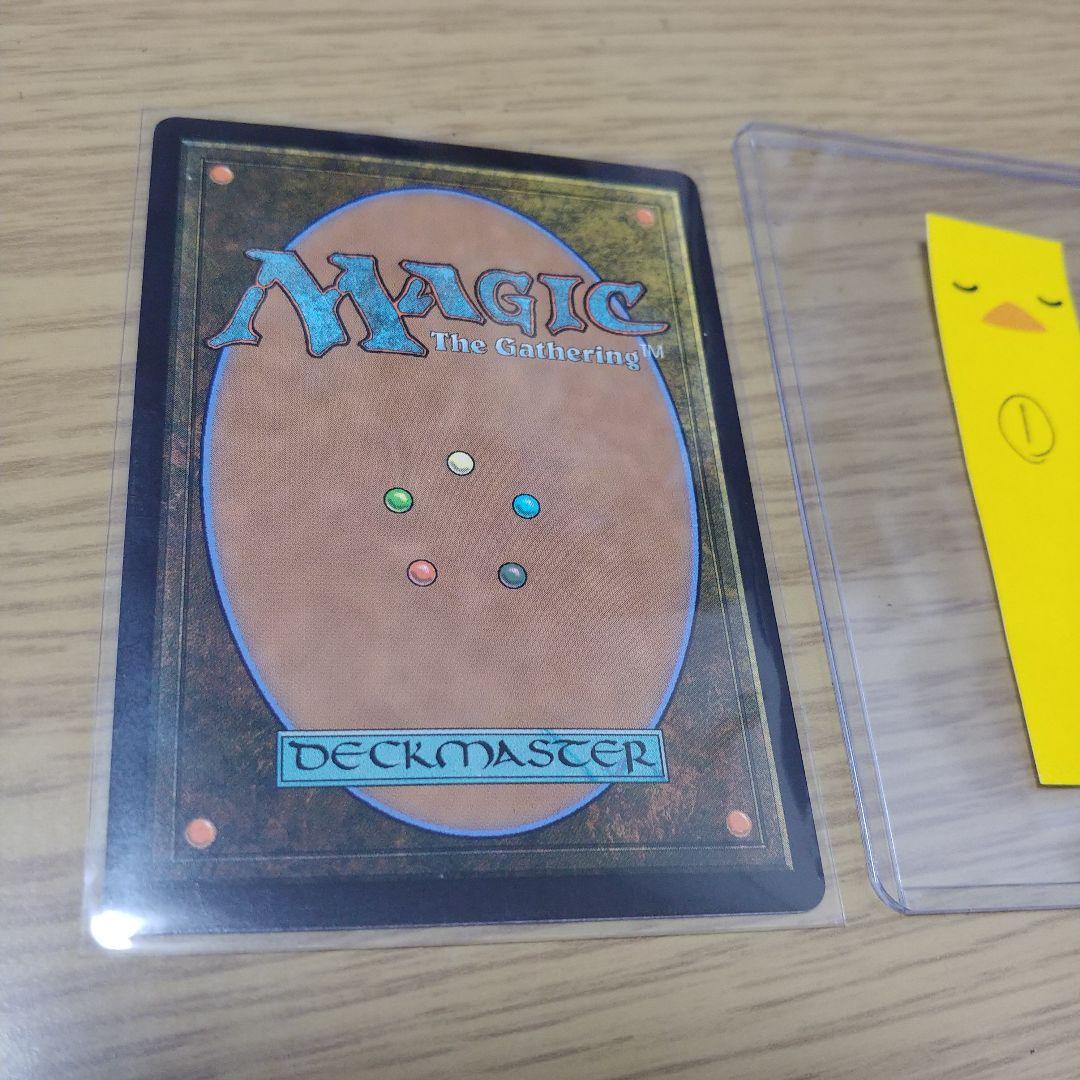 MAGIC
The Gathering™
DECKMASTER
①